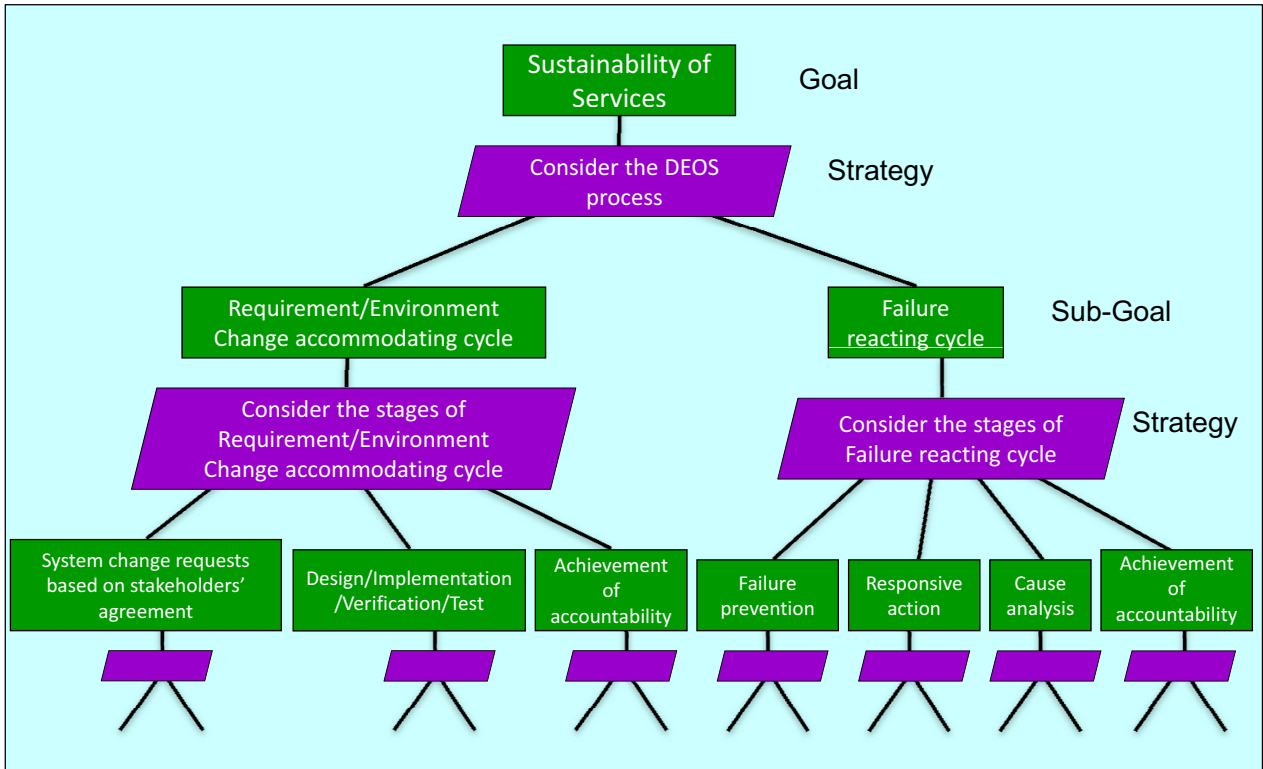 Sustainability of
Services
Goal
Consider the DEOS
process
Strategy
Requirement/Environment
Change accommodating cycle
Failure
reacting cycle
Sub-Goal
Consider the stages of
Requirement/Environment
Change accommodating cycle
Consider the stages of
Failure reacting cycle
Strategy
System change requests
based on stakeholders’
agreement
Design/Implementation
/Verification/Test
Achievement
of
accountability
Failure
prevention
Responsive
action
Cause
analysis
Achievement
of
accountability